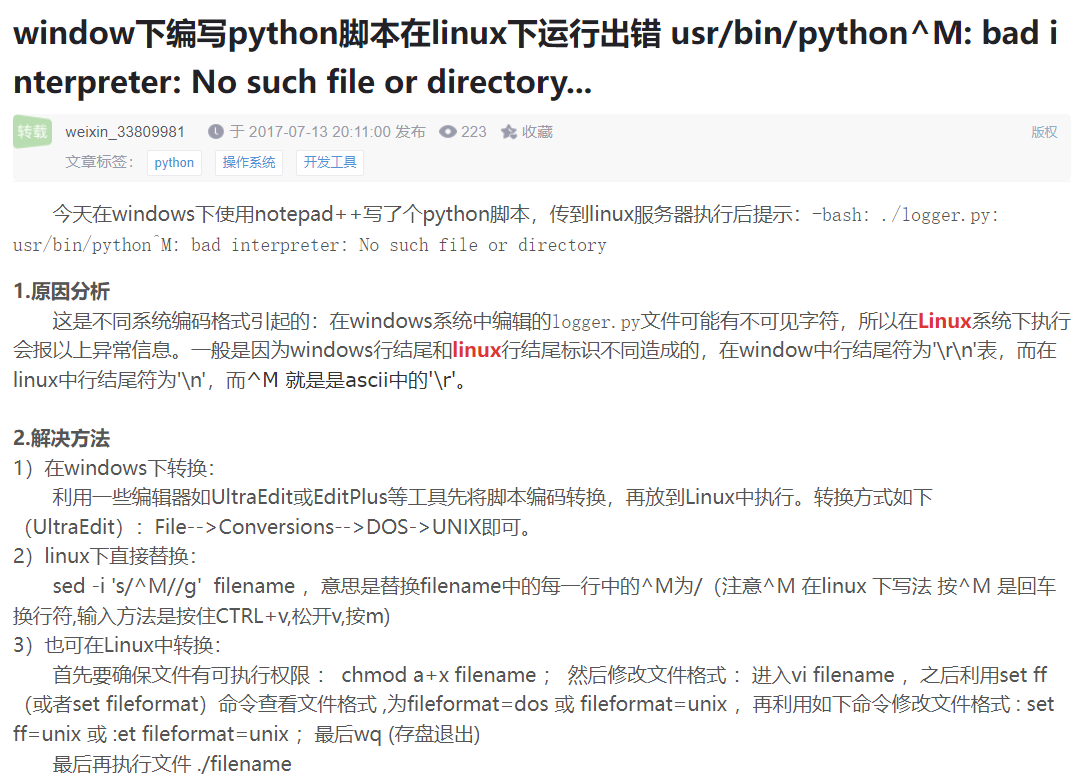 window下编写python脚本在linux下运行出错 usr/bin/python^M: bad i
nterpreter: No such file or directory...
转载 weixin_33809981 于 2017-07-13 20:11:00 发布 223 收藏 版权
文章标签： python 操作系统 开发工具
今天在windows下使用notepad++写了个python脚本，传到linux服务器执行后提示：-bash: ./logger.py:
usr/bin/python^M: bad interpreter: No such file or directory
1.原因分析
这是不同系统编码格式引起的：在windows系统中编辑的logger.py文件可能有不可见字符，所以在Linux系统下执行
会报以上异常信息。一般是因为windows行结尾和linux行结尾标识不同造成的，在window中行结尾符为'\r\n'表，而在
linux中行结尾符为'\n'，而^M 就是是ascii中的'\r'。
2.解决方法
1）在windows下转换：
利用一些编辑器如UltraEdit或EditPlus等工具先将脚本编码转换，再放到Linux中执行。转换方式如下
（UltraEdit）：File-->Conversions-->DOS->UNIX即可。
2）linux下直接替换：
sed -i 's/^M//g'  filename ，意思是替换filename中的每一行中的^M为/（注意^M 在linux 下写法 按^M 是回车
换行符,输入方法是按住CTRL+v,松开v,按m)
3）也可在Linux中转换：
首先要确保文件有可执行权限 ： chmod a+x filename ； 然后修改文件格式 ：进入vi filename ，之后利用set ff
（或者set fileformat）命令查看文件格式 ,为fileformat=dos 或 fileformat=unix ，再利用如下命令修改文件格式 : set
ff=unix 或 :et fileformat=unix ；最后wq (存盘退出)
最后再执行文件 ./filename